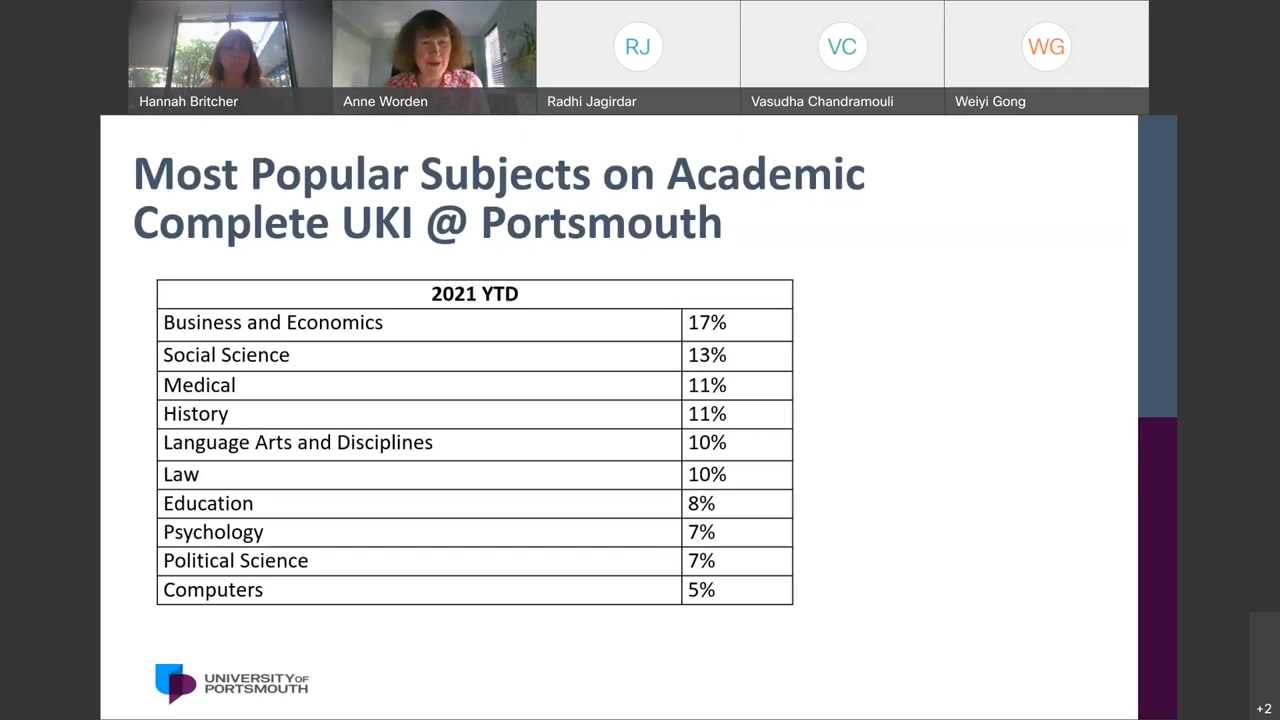 RJ
VC
WG
Hannah Britcher
Anne Worden
Radhi Jagirdar
Vasudha Chandramouli
Weiyi Gong
Most Popular Subjects on Academic
Complete UKI @ Portsmouth
2021 YTD
Business and Economics 17%
Social Science 13%
Medical 11%
History 11%
Language Arts and Disciplines 10%
Law 10%
Education 8%
Psychology 7%
Political Science 7%
Computers 5%
UNIVERSITY OF
PORTSMOUTH
+2